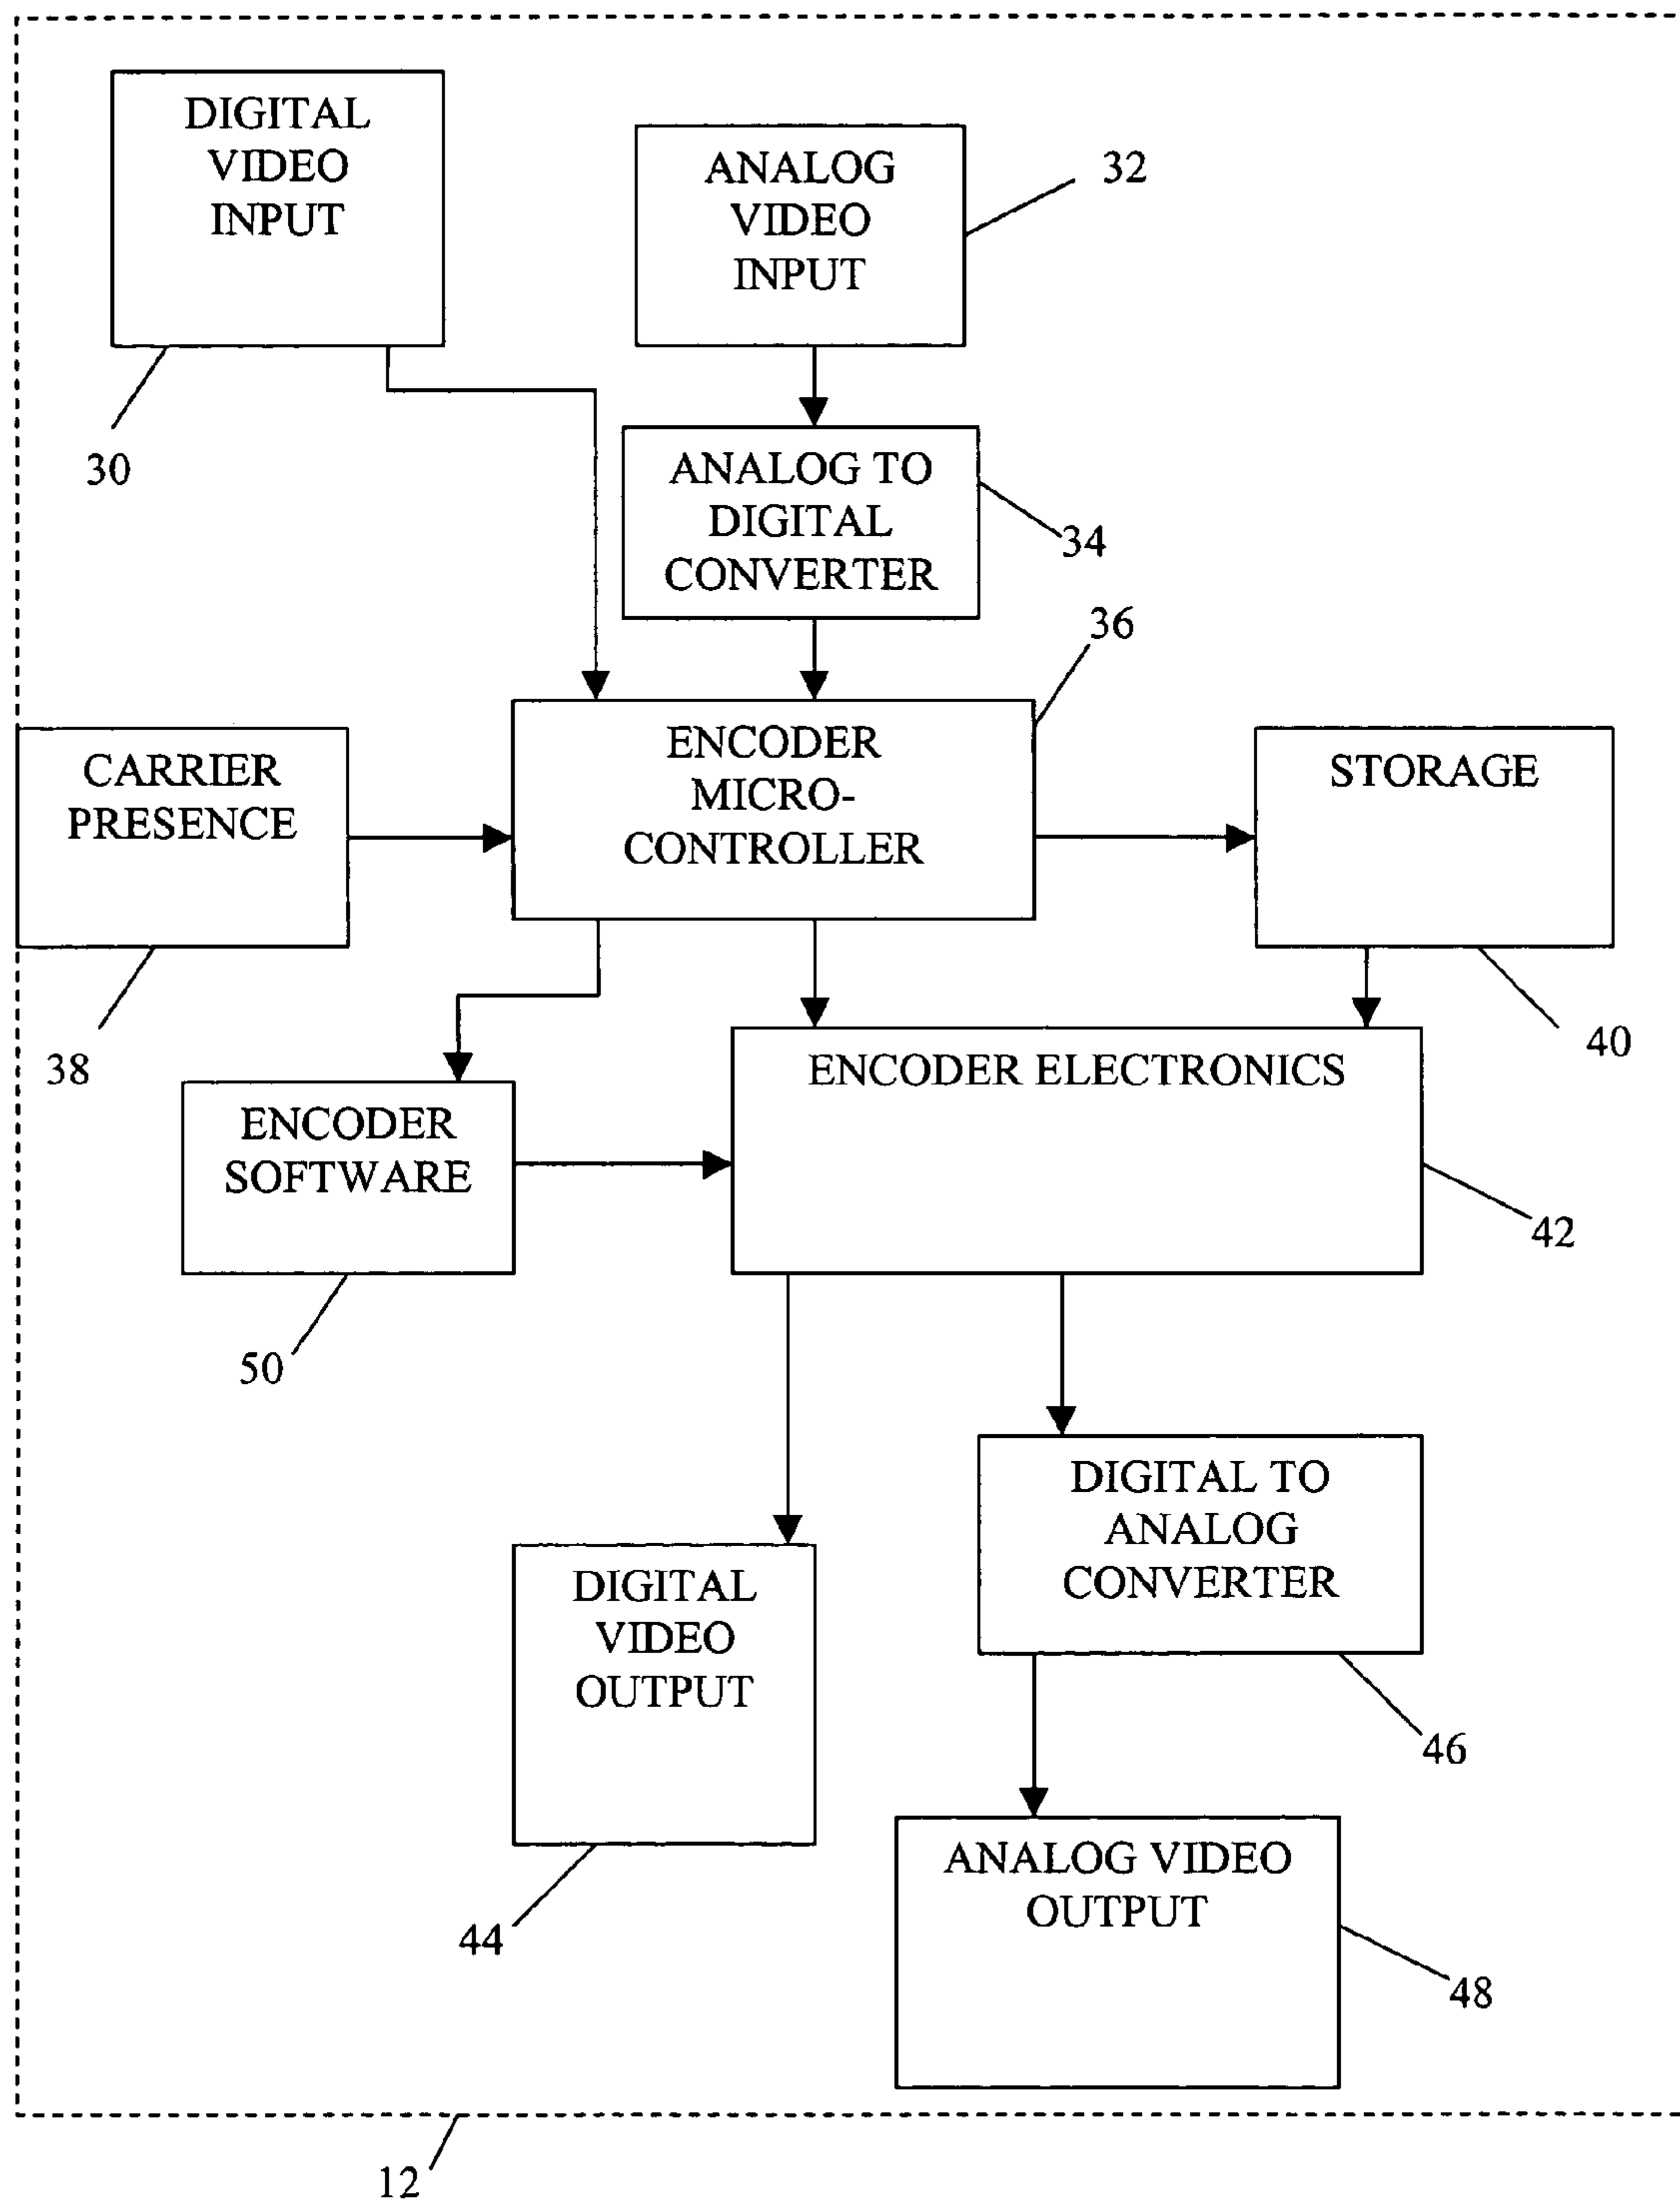 DIGITAL
VIDEO
INPUT
30
ANALOG
VIDEO
INPUT
32
ANALOG TO
DIGITAL
CONVERTER
34
36
CARRIER
PRESENCE
38
ENCODER
MICRO-
CONTROLLER
STORAGE
40
ENCODER
SOFTWARE
50
ENCODER ELECTRONICS
42
DIGITAL
VIDEO
OUTPUT
44
DIGITAL TO
ANALOG
CONVERTER
46
ANALOG VIDEO
OUTPUT
48
12